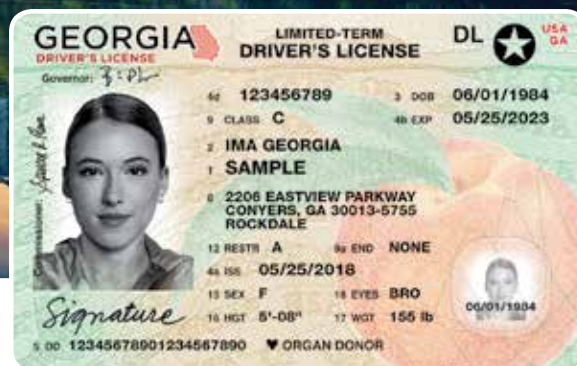 GEORGIA
DRIVER'S LICENSE
LIMITED-TERM
DRIVER'S LICENSE
DL
USA
GA
Governor:
Commissioner:
4d 123456789
3 DOB 06/01/1984
9 CLASS C
4b EXP 05/25/2023
2 IMA GEORGIA
1 SAMPLE
8 2206 EASTVIEW PARKWAY
CONYERS, GA 30013-5755
ROCKDALE
12 RESTR A 9a END NONE
4a ISS 05/25/2018
15 SEX F 18 EYES BRO
16 HGT 5'-08" 17 WGT 155 lb
06/01/1984
Signature
5 DD 12345678901234567890 ORGAN DONOR